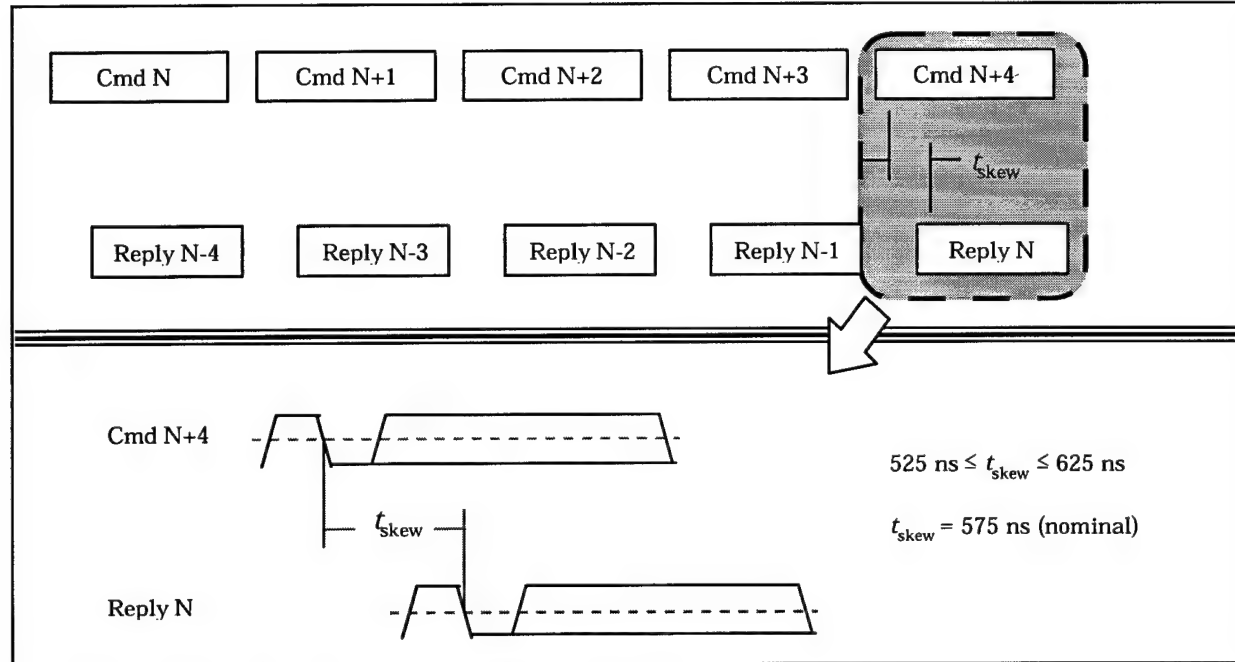 Cmd N
Cmd N+1
Cmd N+2
Cmd N+3
Cmd N+4
tskew
Reply N-4
Reply N-3
Reply N-2
Reply N-1
Reply N
Cmd N+4
525 ns ≤ tskew ≤ 625 ns
tskew
tskew = 575 ns (nominal)
Reply N